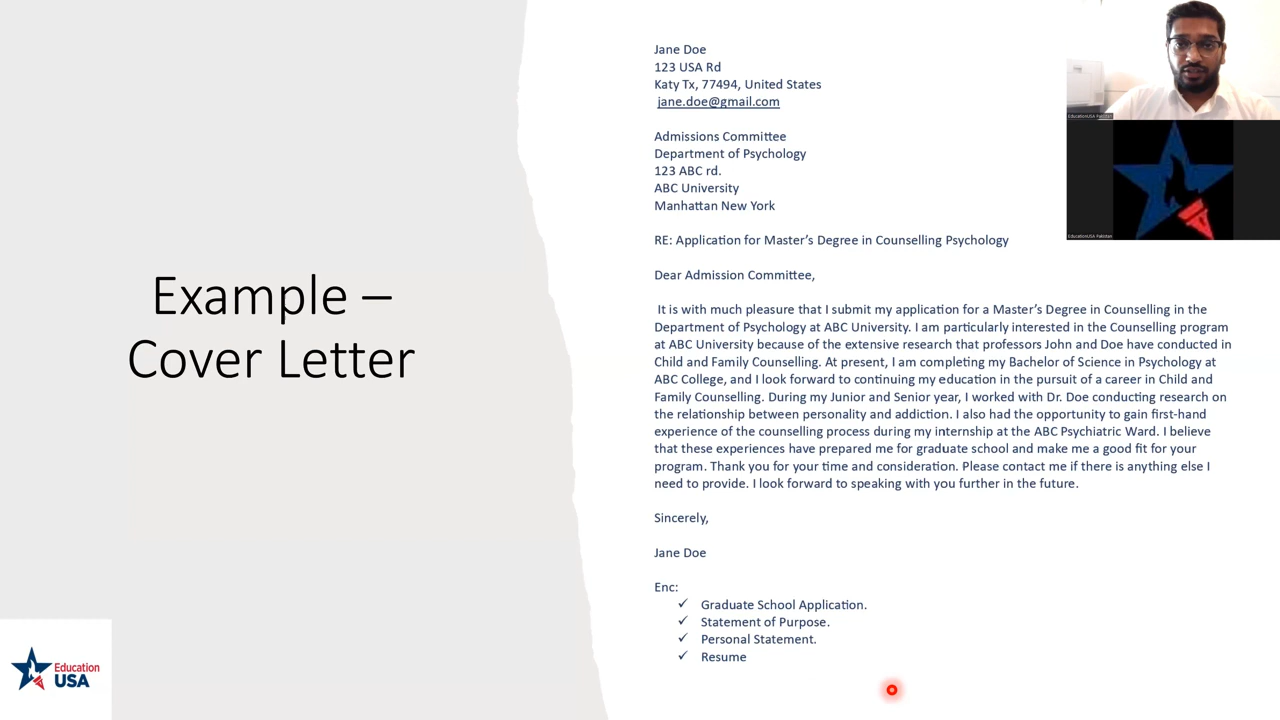 Example –
Cover Letter
Education
USA
Jane Doe
123 USA Rd
Katy Tx, 77494, United States
jane.doe@gmail.com
Admissions Committee
Department of Psychology
123 ABC rd.
ABC University
Manhattan New York
RE: Application for Master’s Degree in Counselling Psychology
Dear Admission Committee,
It is with much pleasure that I submit my application for a Master’s Degree in Counselling in the
Department of Psychology at ABC University. I am particularly interested in the Counselling program
at ABC University because of the extensive research that professors John and Doe have conducted in
Child and Family Counselling. At present, I am completing my Bachelor of Science in Psychology at
ABC College, and I look forward to continuing my education in the pursuit of a career in Child and
Family Counselling. During my Junior and Senior year, I worked with Dr. Doe conducting research on
the relationship between personality and addiction. I also had the opportunity to gain first-hand
experience of the counselling process during my internship at the ABC Psychiatric Ward. I believe
that these experiences have prepared me for graduate school and make me a good fit for your
program. Thank you for your time and consideration. Please contact me if there is anything else I
need to provide. I look forward to speaking with you further in the future.
Sincerely,
Jane Doe
Enc:
✓ Graduate School Application.
✓ Statement of Purpose.
✓ Personal Statement.
✓ Resume
EducationUSA Pakistan